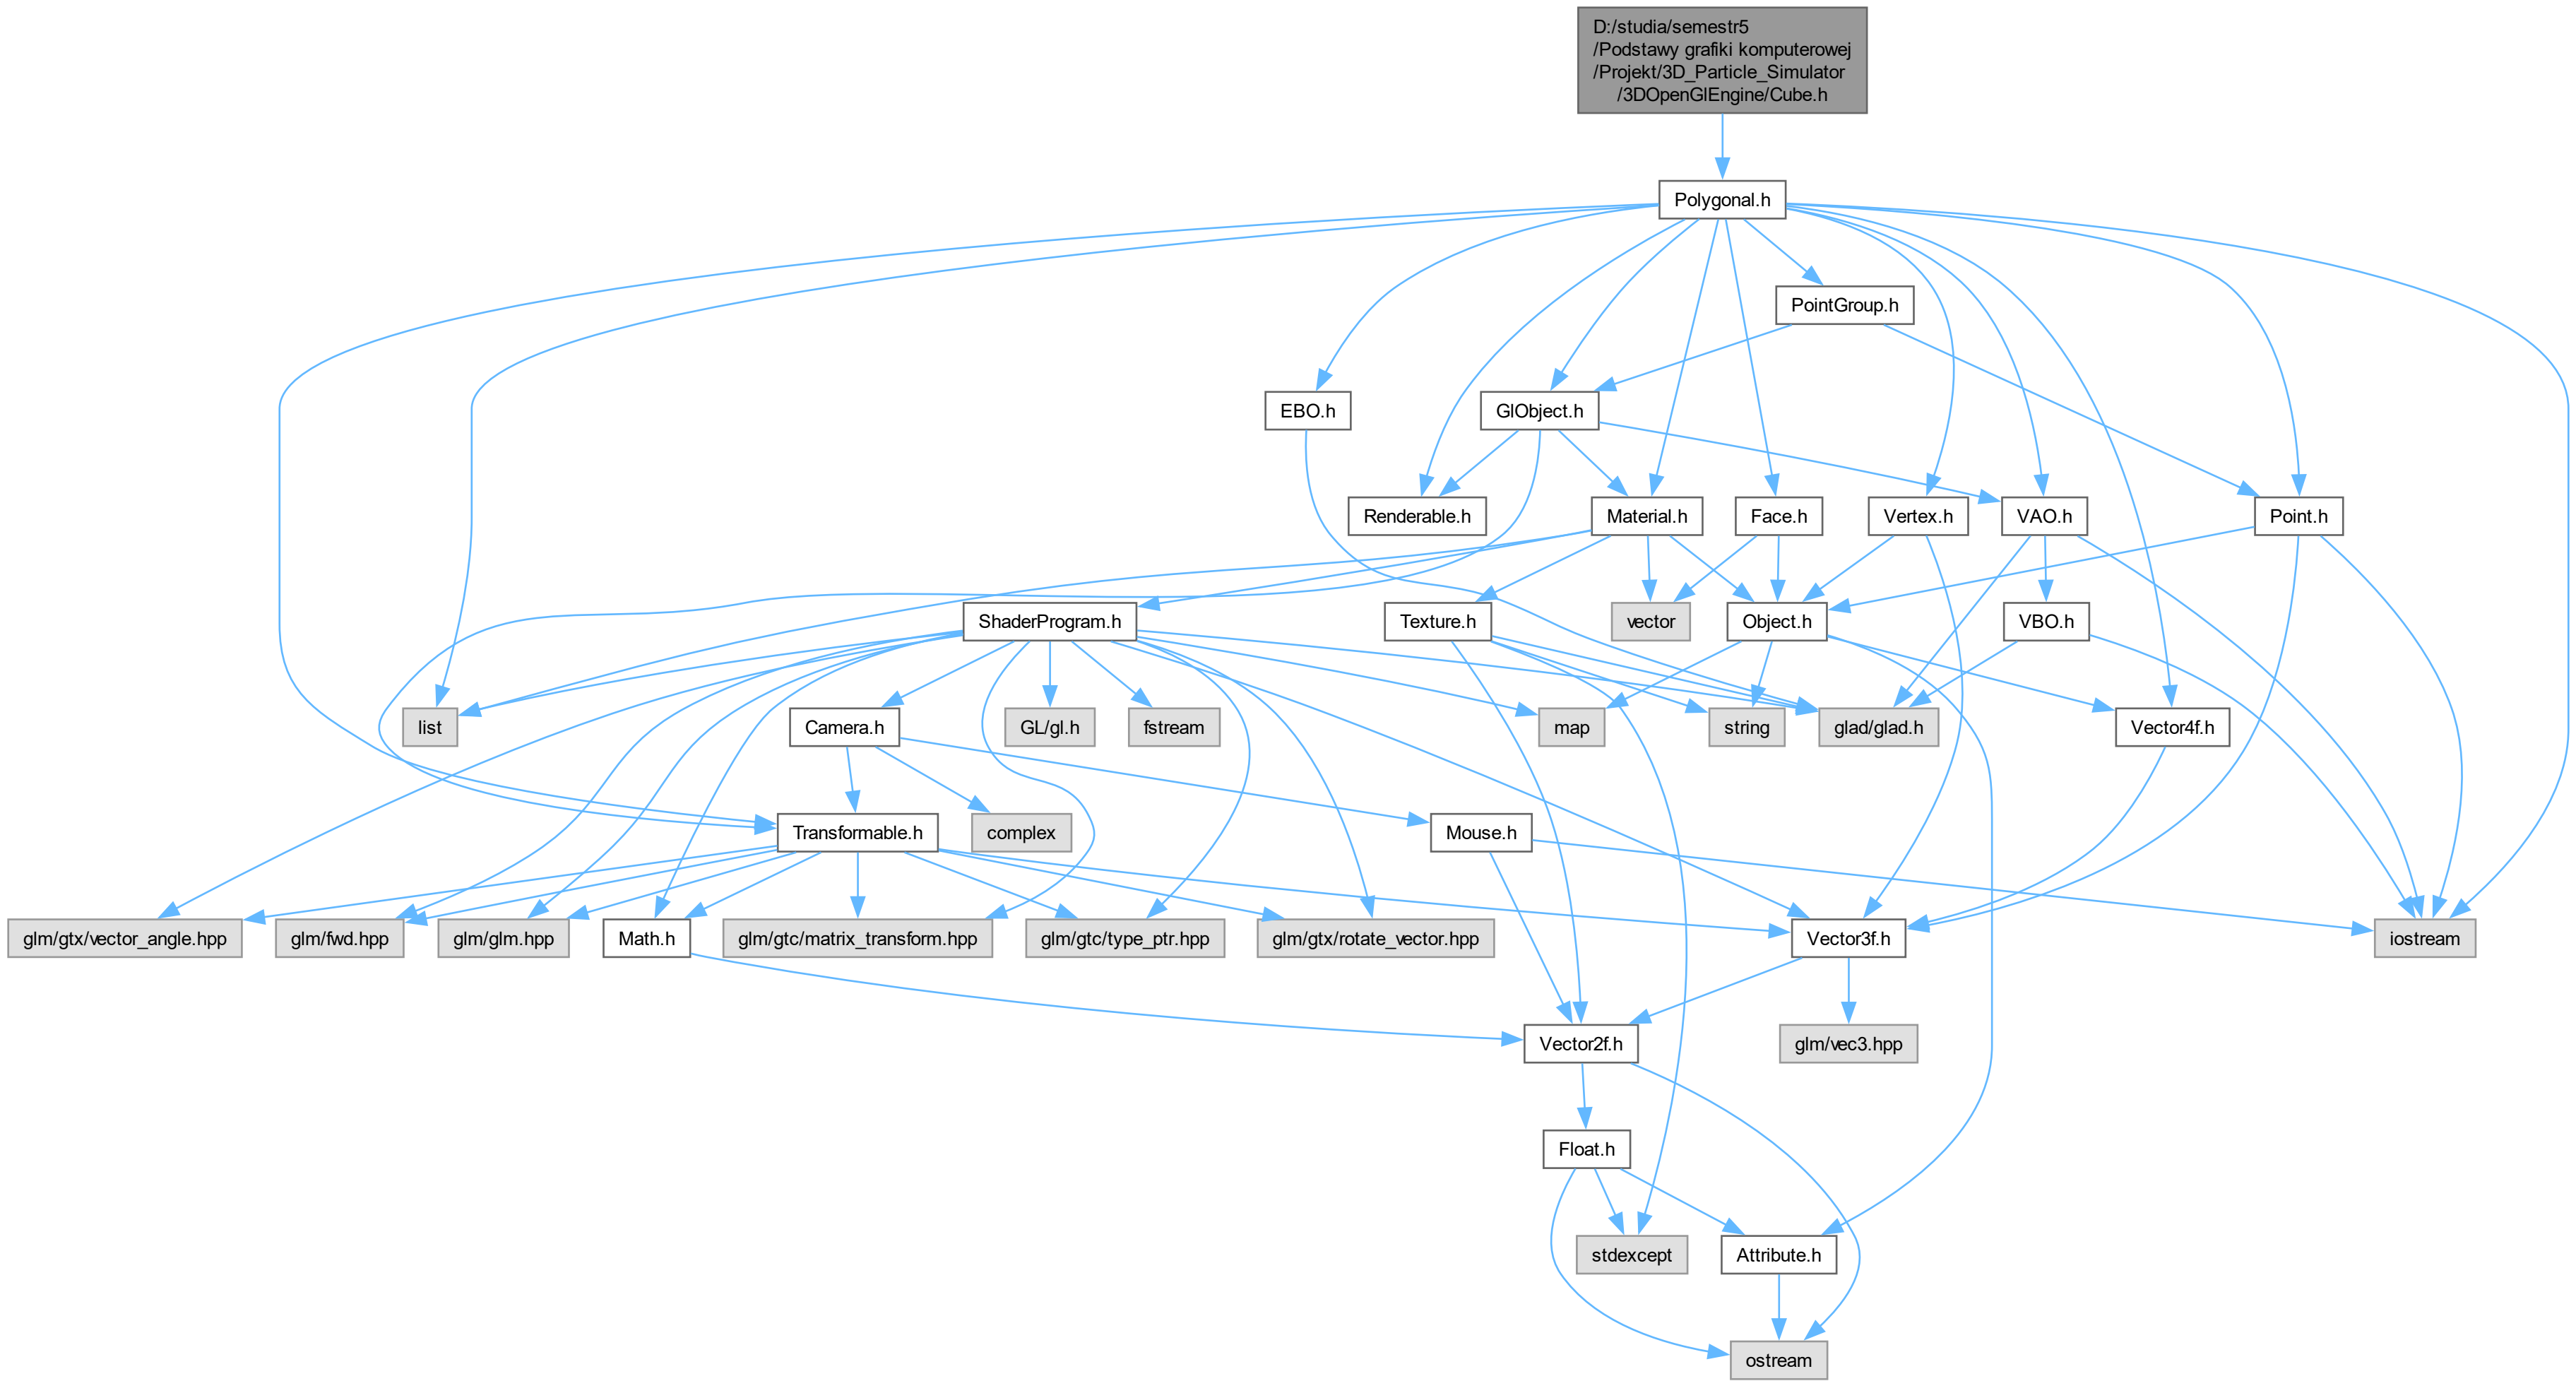 D:/studia/semestr5
/Podstawy grafiki komputerowej
/Projekt/3D_Particle_Simulator
/3DOpenGlEngine/Cube.h
Polygonal.h
PointGroup.h
EBO.h
GlObject.h
Renderable.h
Material.h
Face.h
Vertex.h
VAO.h
Point.h
ShaderProgram.h
Texture.h
vector
Object.h
VBO.h
list
Camera.h
GL/gl.h
fstream
map
string
glad/glad.h
Vector4f.h
Transformable.h
complex
Mouse.h
glm/gtx/vector_angle.hpp
glm/fwd.hpp
glm/glm.hpp
Math.h
glm/gtc/matrix_transform.hpp
glm/gtc/type_ptr.hpp
glm/gtx/rotate_vector.hpp
Vector3f.h
iostream
Vector2f.h
glm/vec3.hpp
Float.h
stdexcept
Attribute.h
ostream